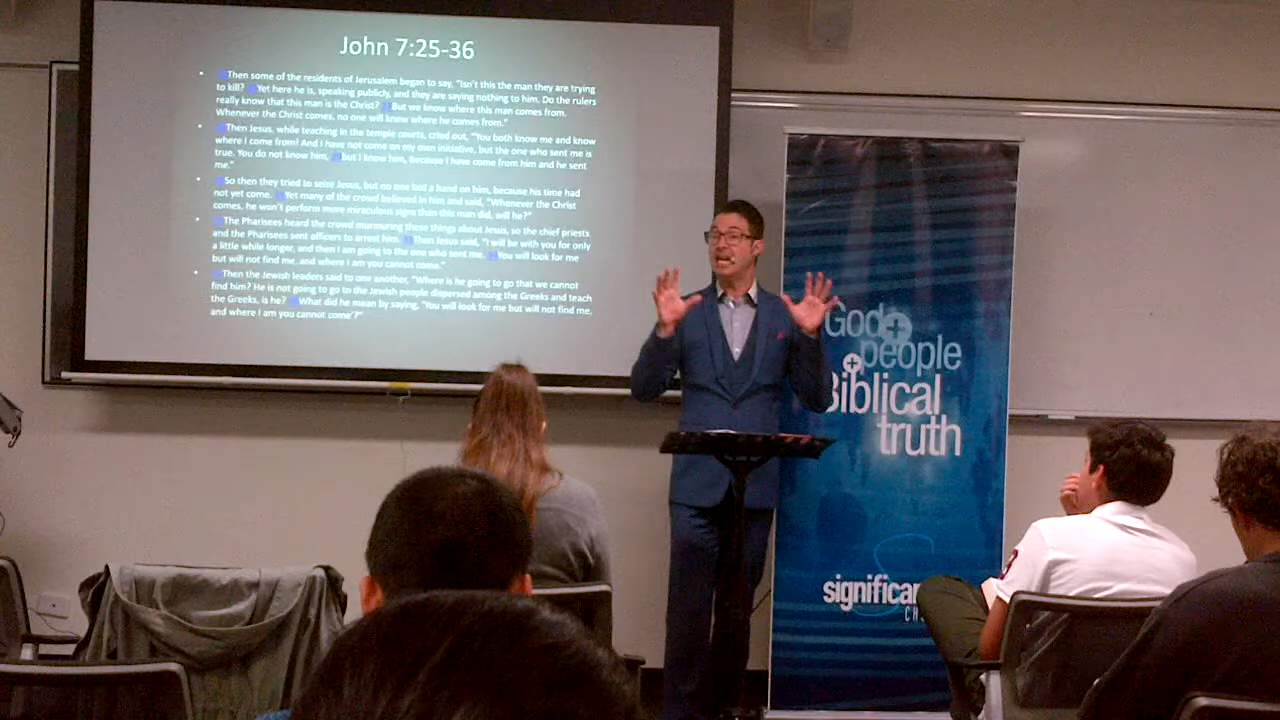 John 7:25-36
Then some of the residents of Jerusalem began to say, "Isn't this the man they are trying
to kill? Yet here he is, speaking publicly, and they are saying nothing to him. Do the rulers
really know that this man is the Christ? But we know where this man comes from.
Whenever the Christ comes, no one will know where he comes from."
Then Jesus, while teaching in the temple courts, cried out, "You both know me and know
where I come from! And I have not come on my own initiative, but the one who sent me is
true. You do not know him, but I know him, because I have come from him and he sent
me."
So then they tried to seize Jesus, but no one laid a hand on him, because his time had
not yet come. Yet many of the crowd believed in him and said, "Whenever the Christ
comes, he won't perform more miraculous signs than this man did, will he?"
The Pharisees heard the crowd murmuring these things about Jesus, so the chief priests
and the Pharisees sent officers to arrest him. Then Jesus said, "I will be with you for only
a little while longer, and then I am going to the one who sent me. You will look for me
but will not find me, and where I am you cannot come."
Then the Jewish leaders said to one another, "Where is he going to go that we cannot
find him? He is not going to go to the Jewish people dispersed among the Greeks and teach
the Greeks, is he? What did he mean by saying, 'You will look for me but will not find me,
and where I am you cannot come'?"
God +
+ people
Biblical
truth
significan
CH